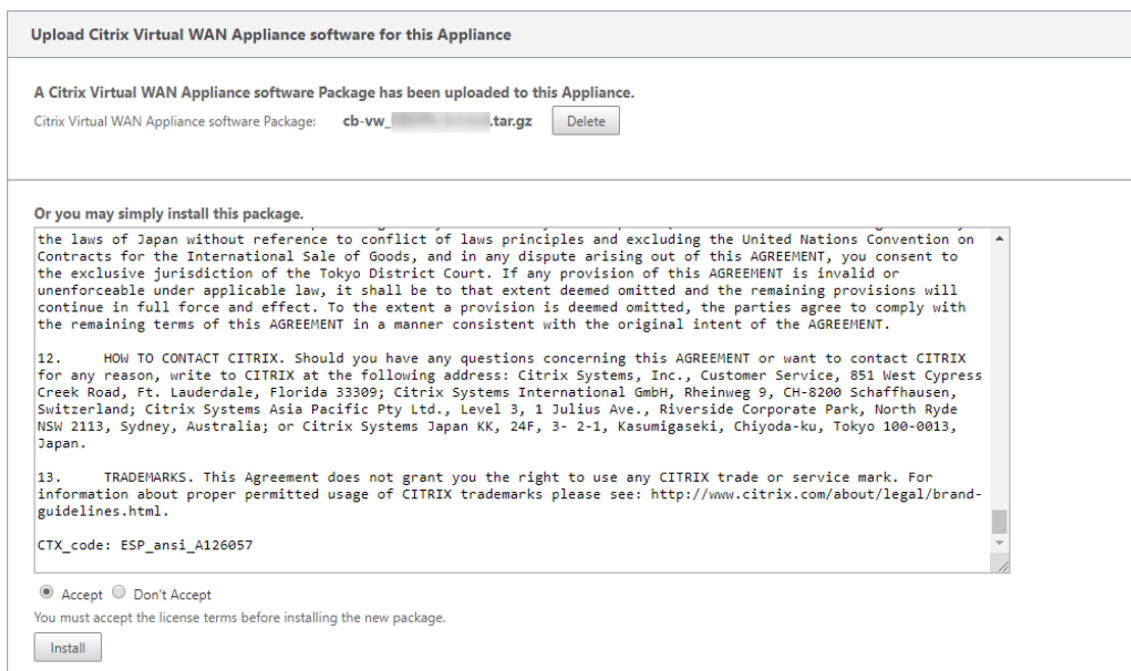 Upload Citrix Virtual WAN Appliance software for this Appliance
A Citrix Virtual WAN Appliance software Package has been uploaded to this Appliance.
Citrix Virtual WAN Appliance software Package: cb-vw_ .tar.gz Delete
Or you may simply install this package.
the laws of Japan without reference to conflict of laws principles and excluding the United Nations Convention on
Contracts for the International Sale of Goods, and in any dispute arising out of this AGREEMENT, you consent to
the exclusive jurisdiction of the Tokyo District Court. If any provision of this AGREEMENT is invalid or
unenforceable under applicable law, it shall be to that extent deemed omitted and the remaining provisions will
continue in full force and effect. To the extent a provision is deemed omitted, the parties agree to comply with
the remaining terms of this AGREEMENT in a manner consistent with the original intent of the AGREEMENT.
12. HOW TO CONTACT CITRIX. Should you have any questions concerning this AGREEMENT or want to contact CITRIX
for any reason, write to CITRIX at the following address: Citrix Systems, Inc., Customer Service, 851 West Cypress
Creek Road, Ft. Lauderdale, Florida 33309; Citrix Systems International GmbH, Rheinweg 9, CH-8200 Schaffhausen,
Switzerland; Citrix Systems Asia Pacific Pty Ltd., Level 3, 1 Julius Ave., Riverside Corporate Park, North Ryde
NSW 2113, Sydney, Australia; or Citrix Systems Japan KK, 24F, 3- 2-1, Kasumigaseki, Chiyoda-ku, Tokyo 100-0013,
Japan.
13. TRADEMARKS. This Agreement does not grant you the right to use any CITRIX trade or service mark. For
information about proper permitted usage of CITRIX trademarks please see: http://www.citrix.com/about/legal/brand-
guidelines.html.
CTX_code: ESP_ansi_A126057
Accept Don't Accept
You must accept the license terms before installing the new package.
Install